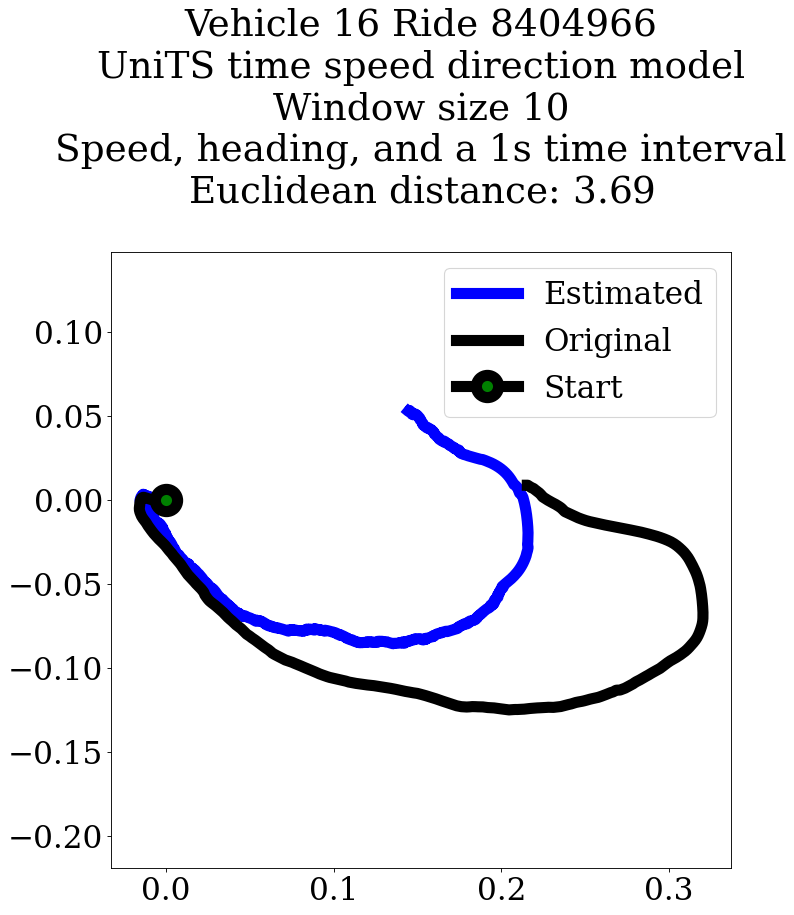 Vehicle 16 Ride 8404966
UniTS time speed direction model
Window size 10
Speed, heading, and a 1s time interval
Euclidean distance: 3.69
Estimated
Original
Start
0.10
0.05
0.00
−0.05
−0.10
−0.15
−0.20
0.0 0.1 0.2 0.3